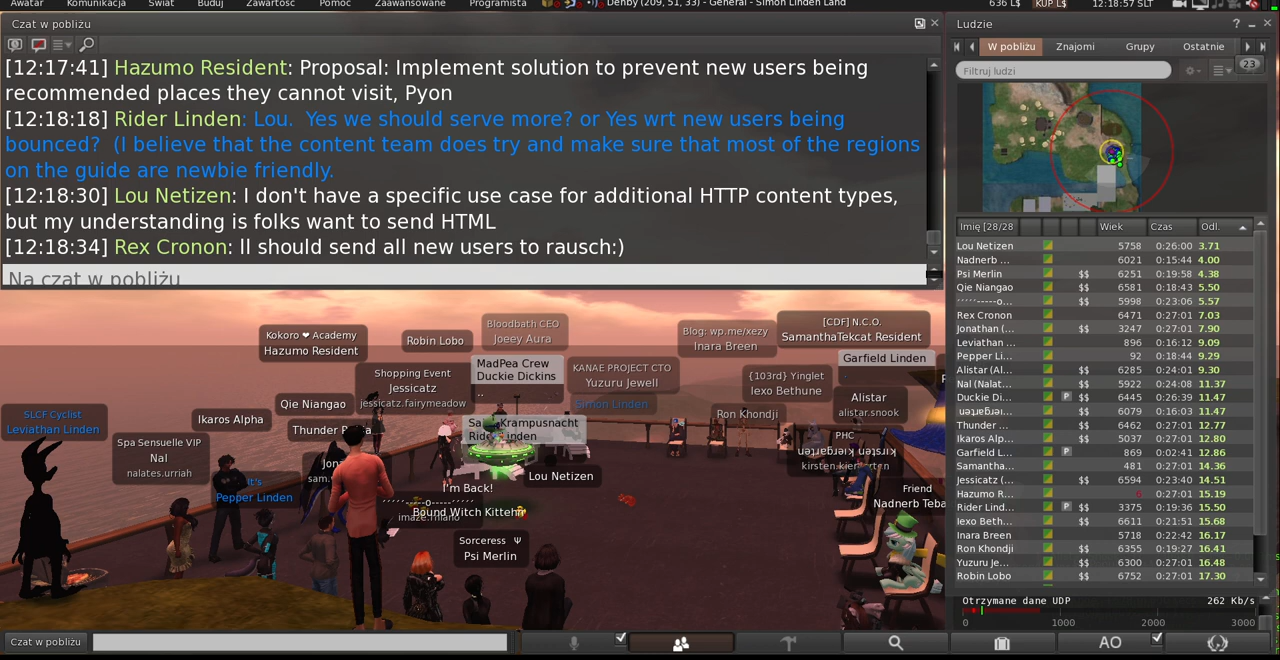 Awatar Komunikacja Świat Buduj Zawartość Pomoc Zaawansowane Programista Denby (209, 51, 33) - General - Simon Linden Land 636 L$ KUP L$ 12:18:57 SLT
Czat w pobliżu
[12:17:41] Hazumo Resident: Proposal: Implement solution to prevent new users being
recommended places they cannot visit, Pyon
[12:18:18] Rider Linden: Lou. Yes we should serve more? or Yes wrt new users being
bounced? (I believe that the content team does try and make sure that most of the regions
on the guide are newbie friendly.
[12:18:30] Lou Netizen: I don't have a specific use case for additional HTTP content types,
but my understanding is folks want to send HTML
[12:18:34] Rex Cronon: ll should send all new users to rausch:)
Na czat w pobliżu
Kokoro ❤ Academy
Hazumo Resident
Robin Lobo
Bloodbath CEO
Joeey Aura
Blog: wp.me/xezy
Inara Breen
[CDF] N.C.O.
SamanthaTekcat Resident
Garfield Linden
Shopping Event
Jessicatz
jessicatz.fairymeadow
MadPea Crew
Duckie Dickins
..
KANAE PROJECT CTO
Yuzuru Jewell
Simon Linden
{103rd} Yinglet
Iexo Bethune
Alistar
alistar.snook
SLCF Cyclist
Leviathan Linden
Ikaros Alpha
Qie Niangao
Thunder
Krampusnacht
Linden
Ron Khondji
Spa Sensuelle VIP
Nal
nalates.urriah
PHC
Pepper Linden
Lou Netizen
I'm Back!
Bound Witch Kittehn
Friend
Nadnerb Teba
Sorceress Ψ
Psi Merlin
Czat w pobliżu
Ludzie
? _ ×
W pobliżu Znajomi Grupy Ostatnie
Filtruj ludzi 23
Imię [28/28 Wiek Czas Odl.
Lou Netizen 5758 0:26:00 3.71
Nadnerb ... 6021 0:15:44 4.00
Psi Merlin $$ 6251 0:19:58 4.38
Qie Niangao $$ 6581 0:18:43 5.50
$$ 5998 0:23:06 5.57
Rex Cronon 6471 0:27:01 7.03
Jonathan (... $$ 3247 0:27:01 7.90
Leviathan ... 896 0:16:12 9.09
Pepper Li... 92 0:18:44 9.29
Alistar (Al... $$ 6285 0:24:01 9.30
Nal (Nalat... $$ 5922 0:24:08 11.37
Duckie Di... P $$ 6445 0:26:39 11.47
$$ 6079 0:16:03 11.47
Thunder ... $$ 6462 0:27:01 12.77
Ikaros Alp... $$ 5037 0:27:01 12.80
Garfield L... P 869 0:02:41 12.86
Samantha... 481 0:27:01 14.36
Jessicatz (... $$ 6594 0:23:40 14.51
Hazumo R... 0 0:27:01 15.19
Rider Lind... P $$ 3375 0:19:36 15.50
Iexo Beth... $$ 6611 0:21:51 15.68
Inara Breen 5718 0:22:42 16.17
Ron Khondji $$ 6355 0:19:27 16.41
Yuzuru Je... $$ 6300 0:27:01 16.48
Robin Lobo $$ 6752 0:27:01 17.30
Otrzymane dane UDP 262 Kb/s
0 1000 2000 3000
AO